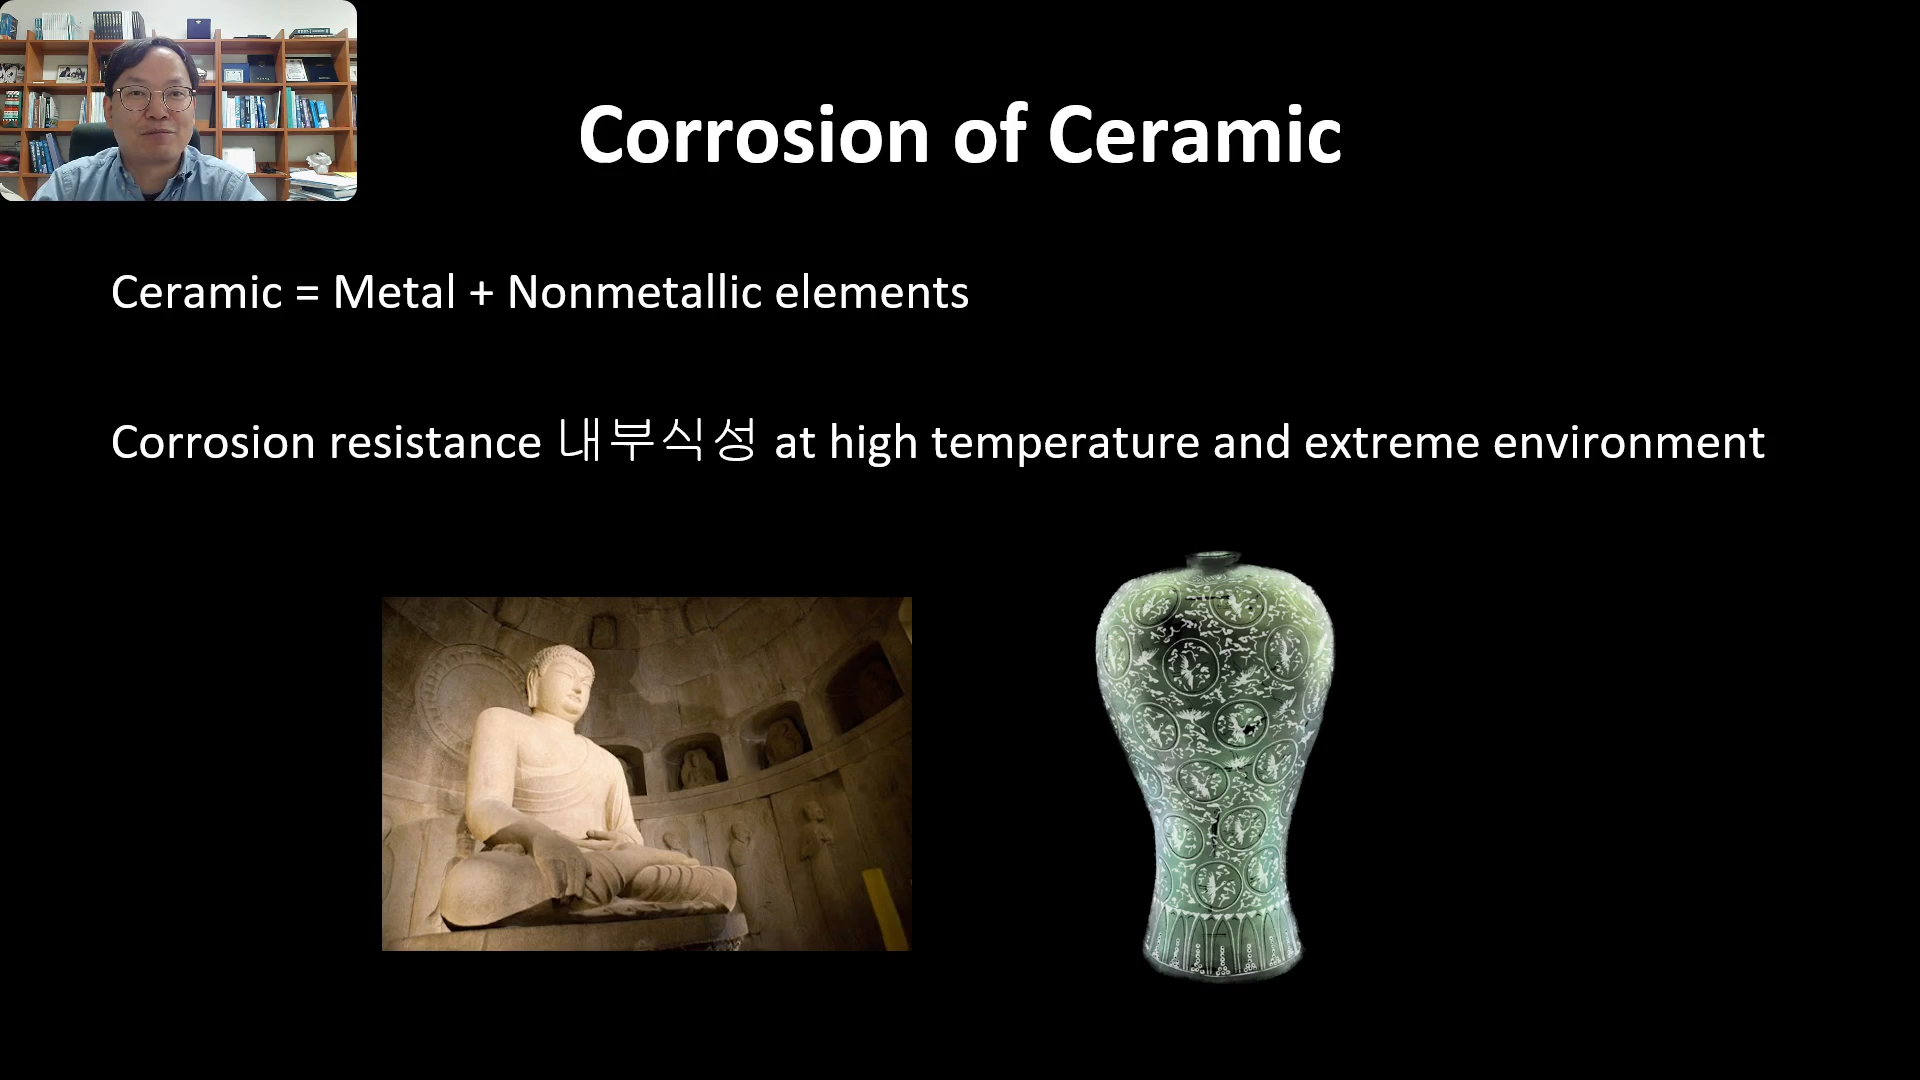 Corrosion of Ceramic
Ceramic = Metal + Nonmetallic elements
Corrosion resistance 내부식성 at high temperature and extreme environment